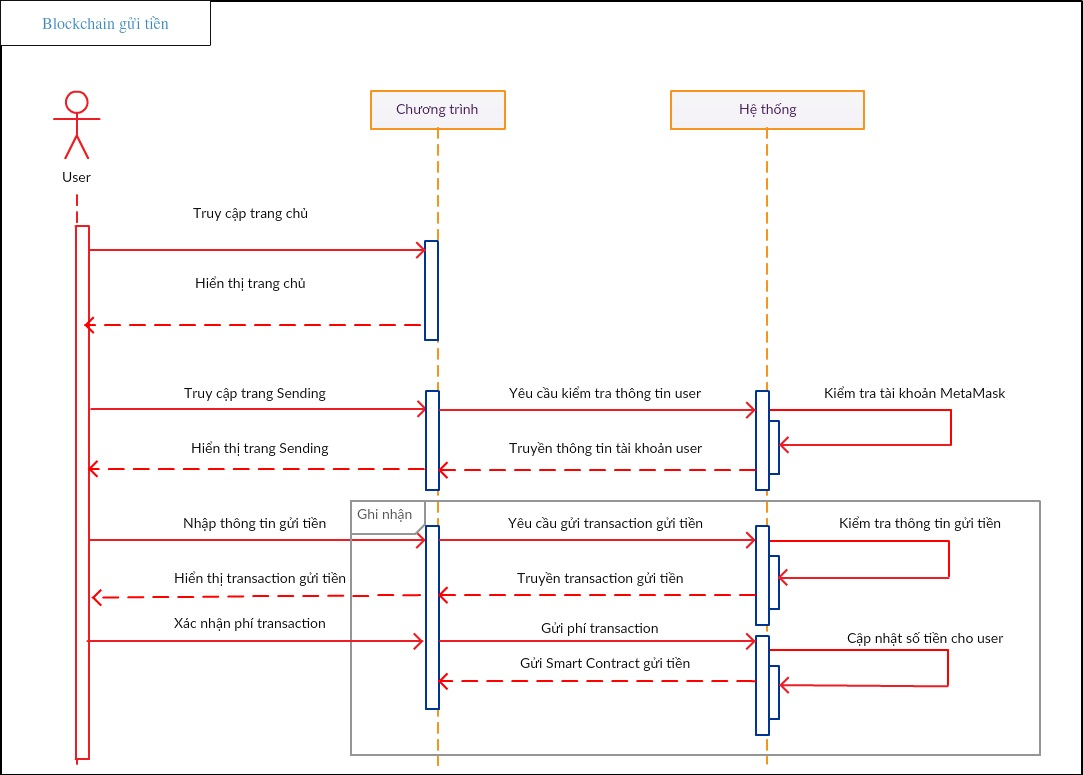 Blockchain gửi tiền
Chương trình
Hệ thống
User
Truy cập trang chủ
Hiển thị trang chủ
Truy cập trang Sending
Yêu cầu kiểm tra thông tin user
Kiểm tra tài khoản MetaMask
Hiển thị trang Sending
Truyền thông tin tài khoản user
Ghi nhận
Nhập thông tin gửi tiền
Yêu cầu gửi transaction gửi tiền
Kiểm tra thông tin gửi tiền
Hiển thị transaction gửi tiền
Truyền transaction gửi tiền
Xác nhận phí transaction
Gửi phí transaction
Cập nhật số tiền cho user
Gửi Smart Contract gửi tiền